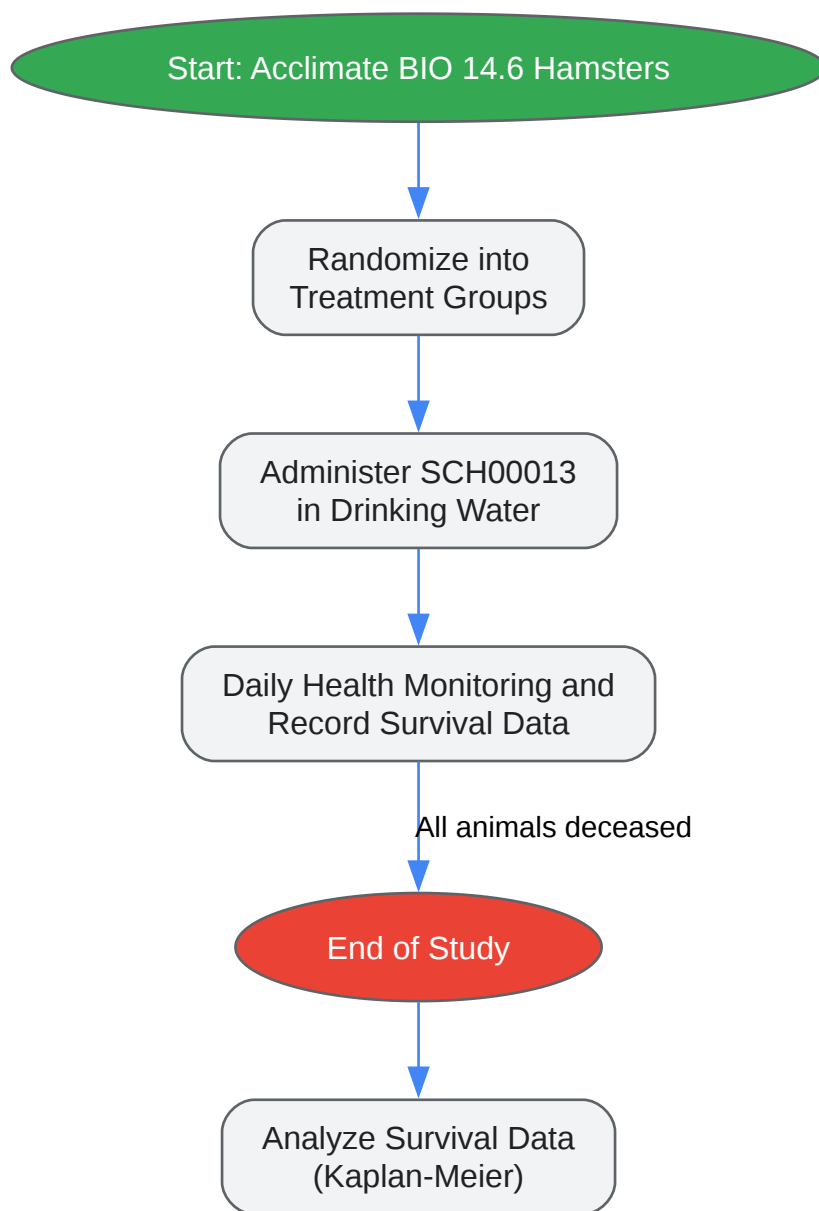 Start: Acclimate BIO 14.6 Hamsters
Randomize into
Treatment Groups
Administer SCH00013
in Drinking Water
Daily Health Monitoring and
Record Survival Data
All animals deceased
End of Study
Analyze Survival Data
(Kaplan-Meier)